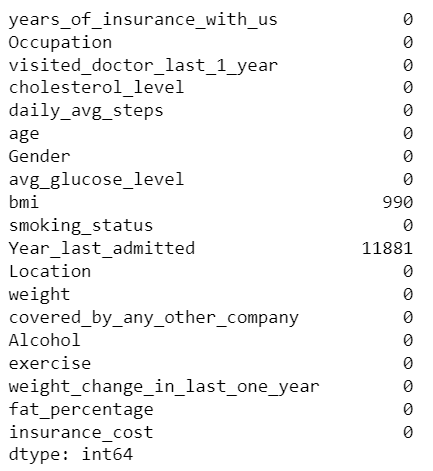 years_of_insurance_with_us 0
Occupation 0
visited_doctor_last_1_year 0
cholesterol_level 0
daily_avg_steps 0
age 0
Gender 0
avg_glucose_level 0
bmi 990
smoking_status 0
Year_last_admitted 11881
Location 0
weight 0
covered_by_any_other_company 0
Alcohol 0
exercise 0
weight_change_in_last_one_year 0
fat_percentage 0
insurance_cost 0
dtype: int64